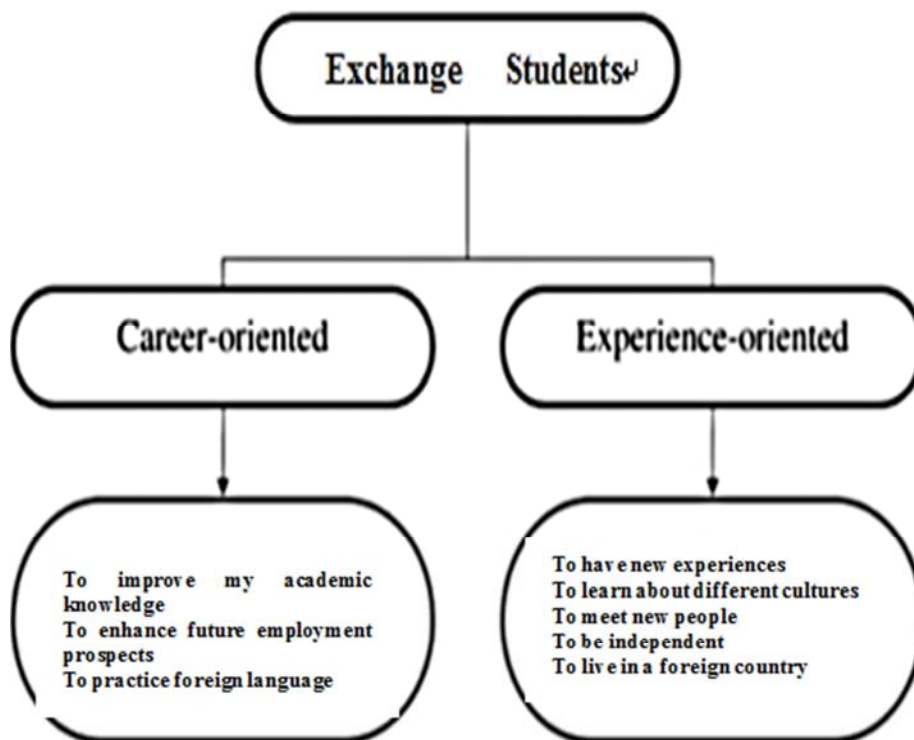 Exchange Students↵
Career-oriented
Experience-oriented
To improve my academic
knowledge
To enhance future employment
prospects
To practice foreign language
To have new experiences
To learn about different cultures
To meet new people
To be independent
To live in a foreign country